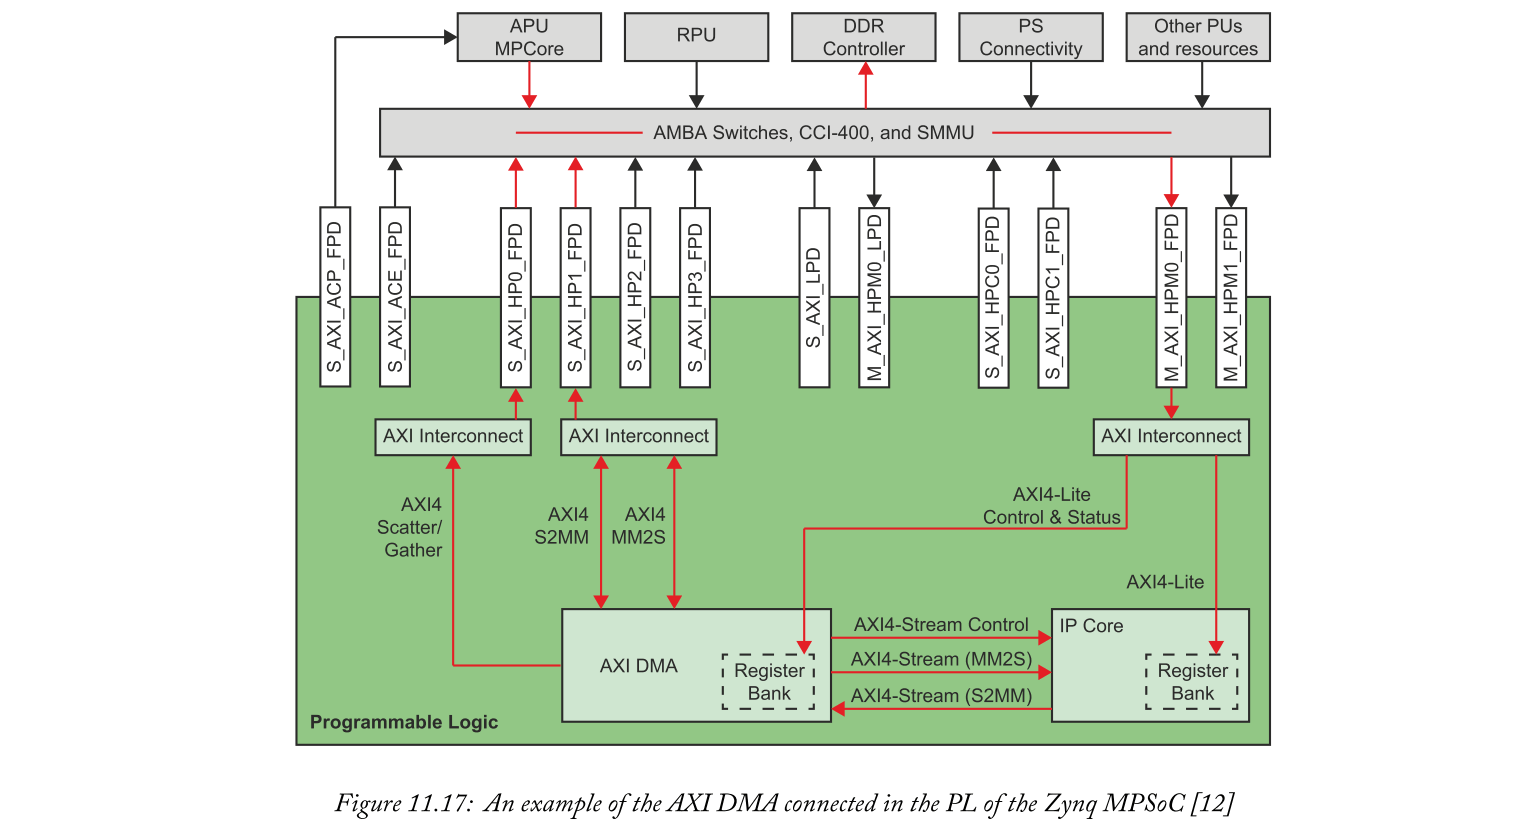 APU
MPCore
RPU
DDR
Controller
PS
Connectivity
Other PUs
and resources
AMBA Switches, CCI-400, and SMMU
S_AXI_ACP_FPD
S_AXI_ACE_FPD
S_AXI_HP0_FPD
S_AXI_HP1_FPD
S_AXI_HP2_FPD
S_AXI_HP3_FPD
S_AXI_LPD
M_AXI_HPM0_LPD
S_AXI_HPC0_FPD
S_AXI_HPC1_FPD
M_AXI_HPM0_FPD
M_AXI_HPM1_FPD
AXI Interconnect
AXI Interconnect
AXI Interconnect
AXI4
Scatter/
Gather
AXI4
S2MM
AXI4
MM2S
AXI4-Lite
Control & Status
AXI4-Lite
AXI DMA
Register
Bank
AXI4-Stream Control
AXI4-Stream (MM2S)
AXI4-Stream (S2MM)
IP Core
Register
Bank
Programmable Logic
Figure 11.17: An example of the AXI DMA connected in the PL of the Zynq MPSoC [12]